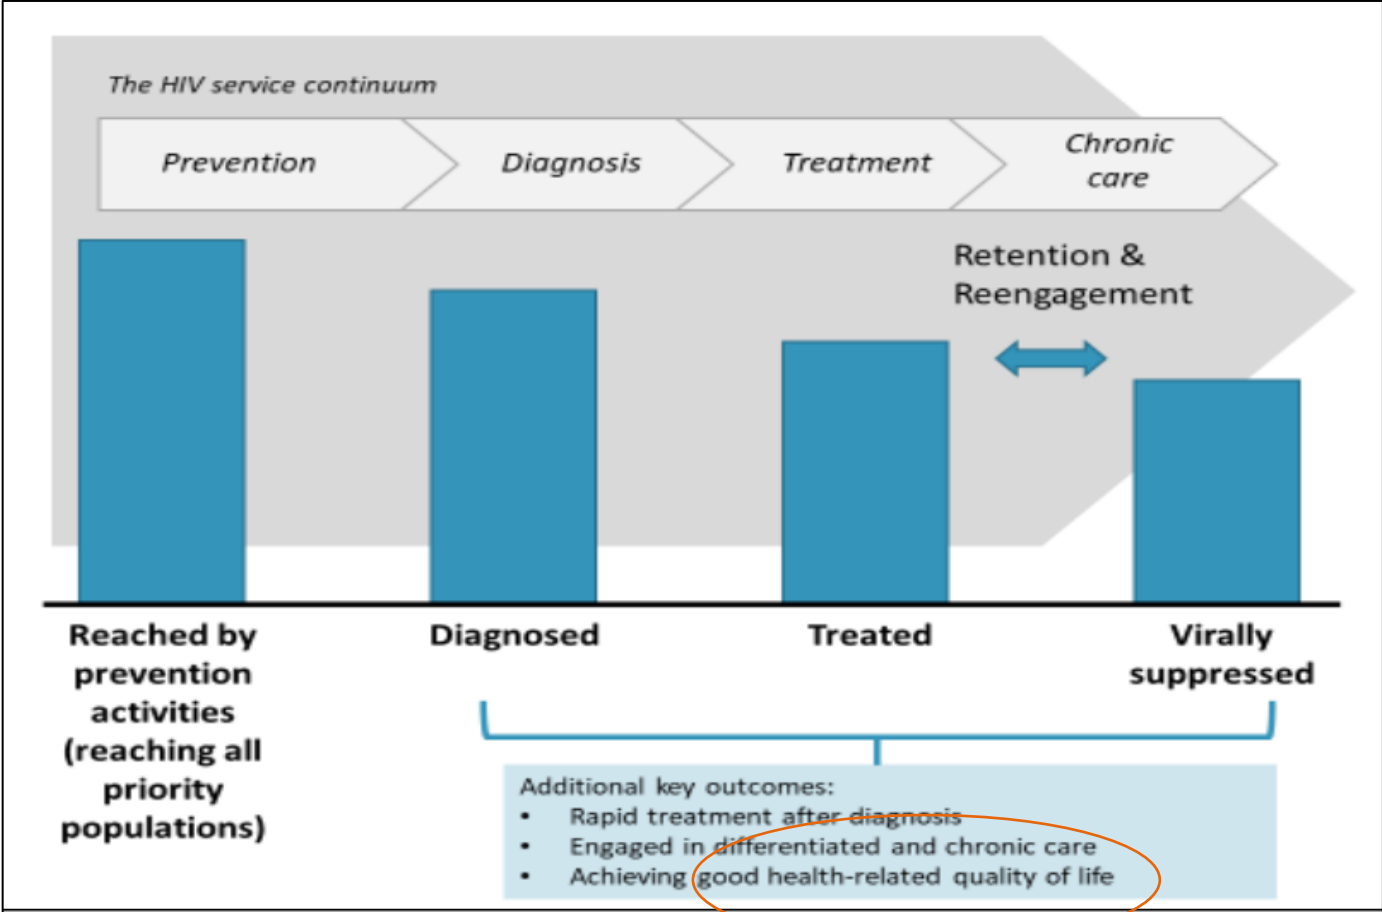 The HIV service continuum
Prevention
Diagnosis
Treatment
Chronic
care
Retention &
Reengagement
Reached by
prevention
activities
(reaching all
priority
populations)
Diagnosed
Treated
Virally
suppressed
Additional key outcomes:
• Rapid treatment after diagnosis
• Engaged in differentiated and chronic care
• Achieving good health-related quality of life